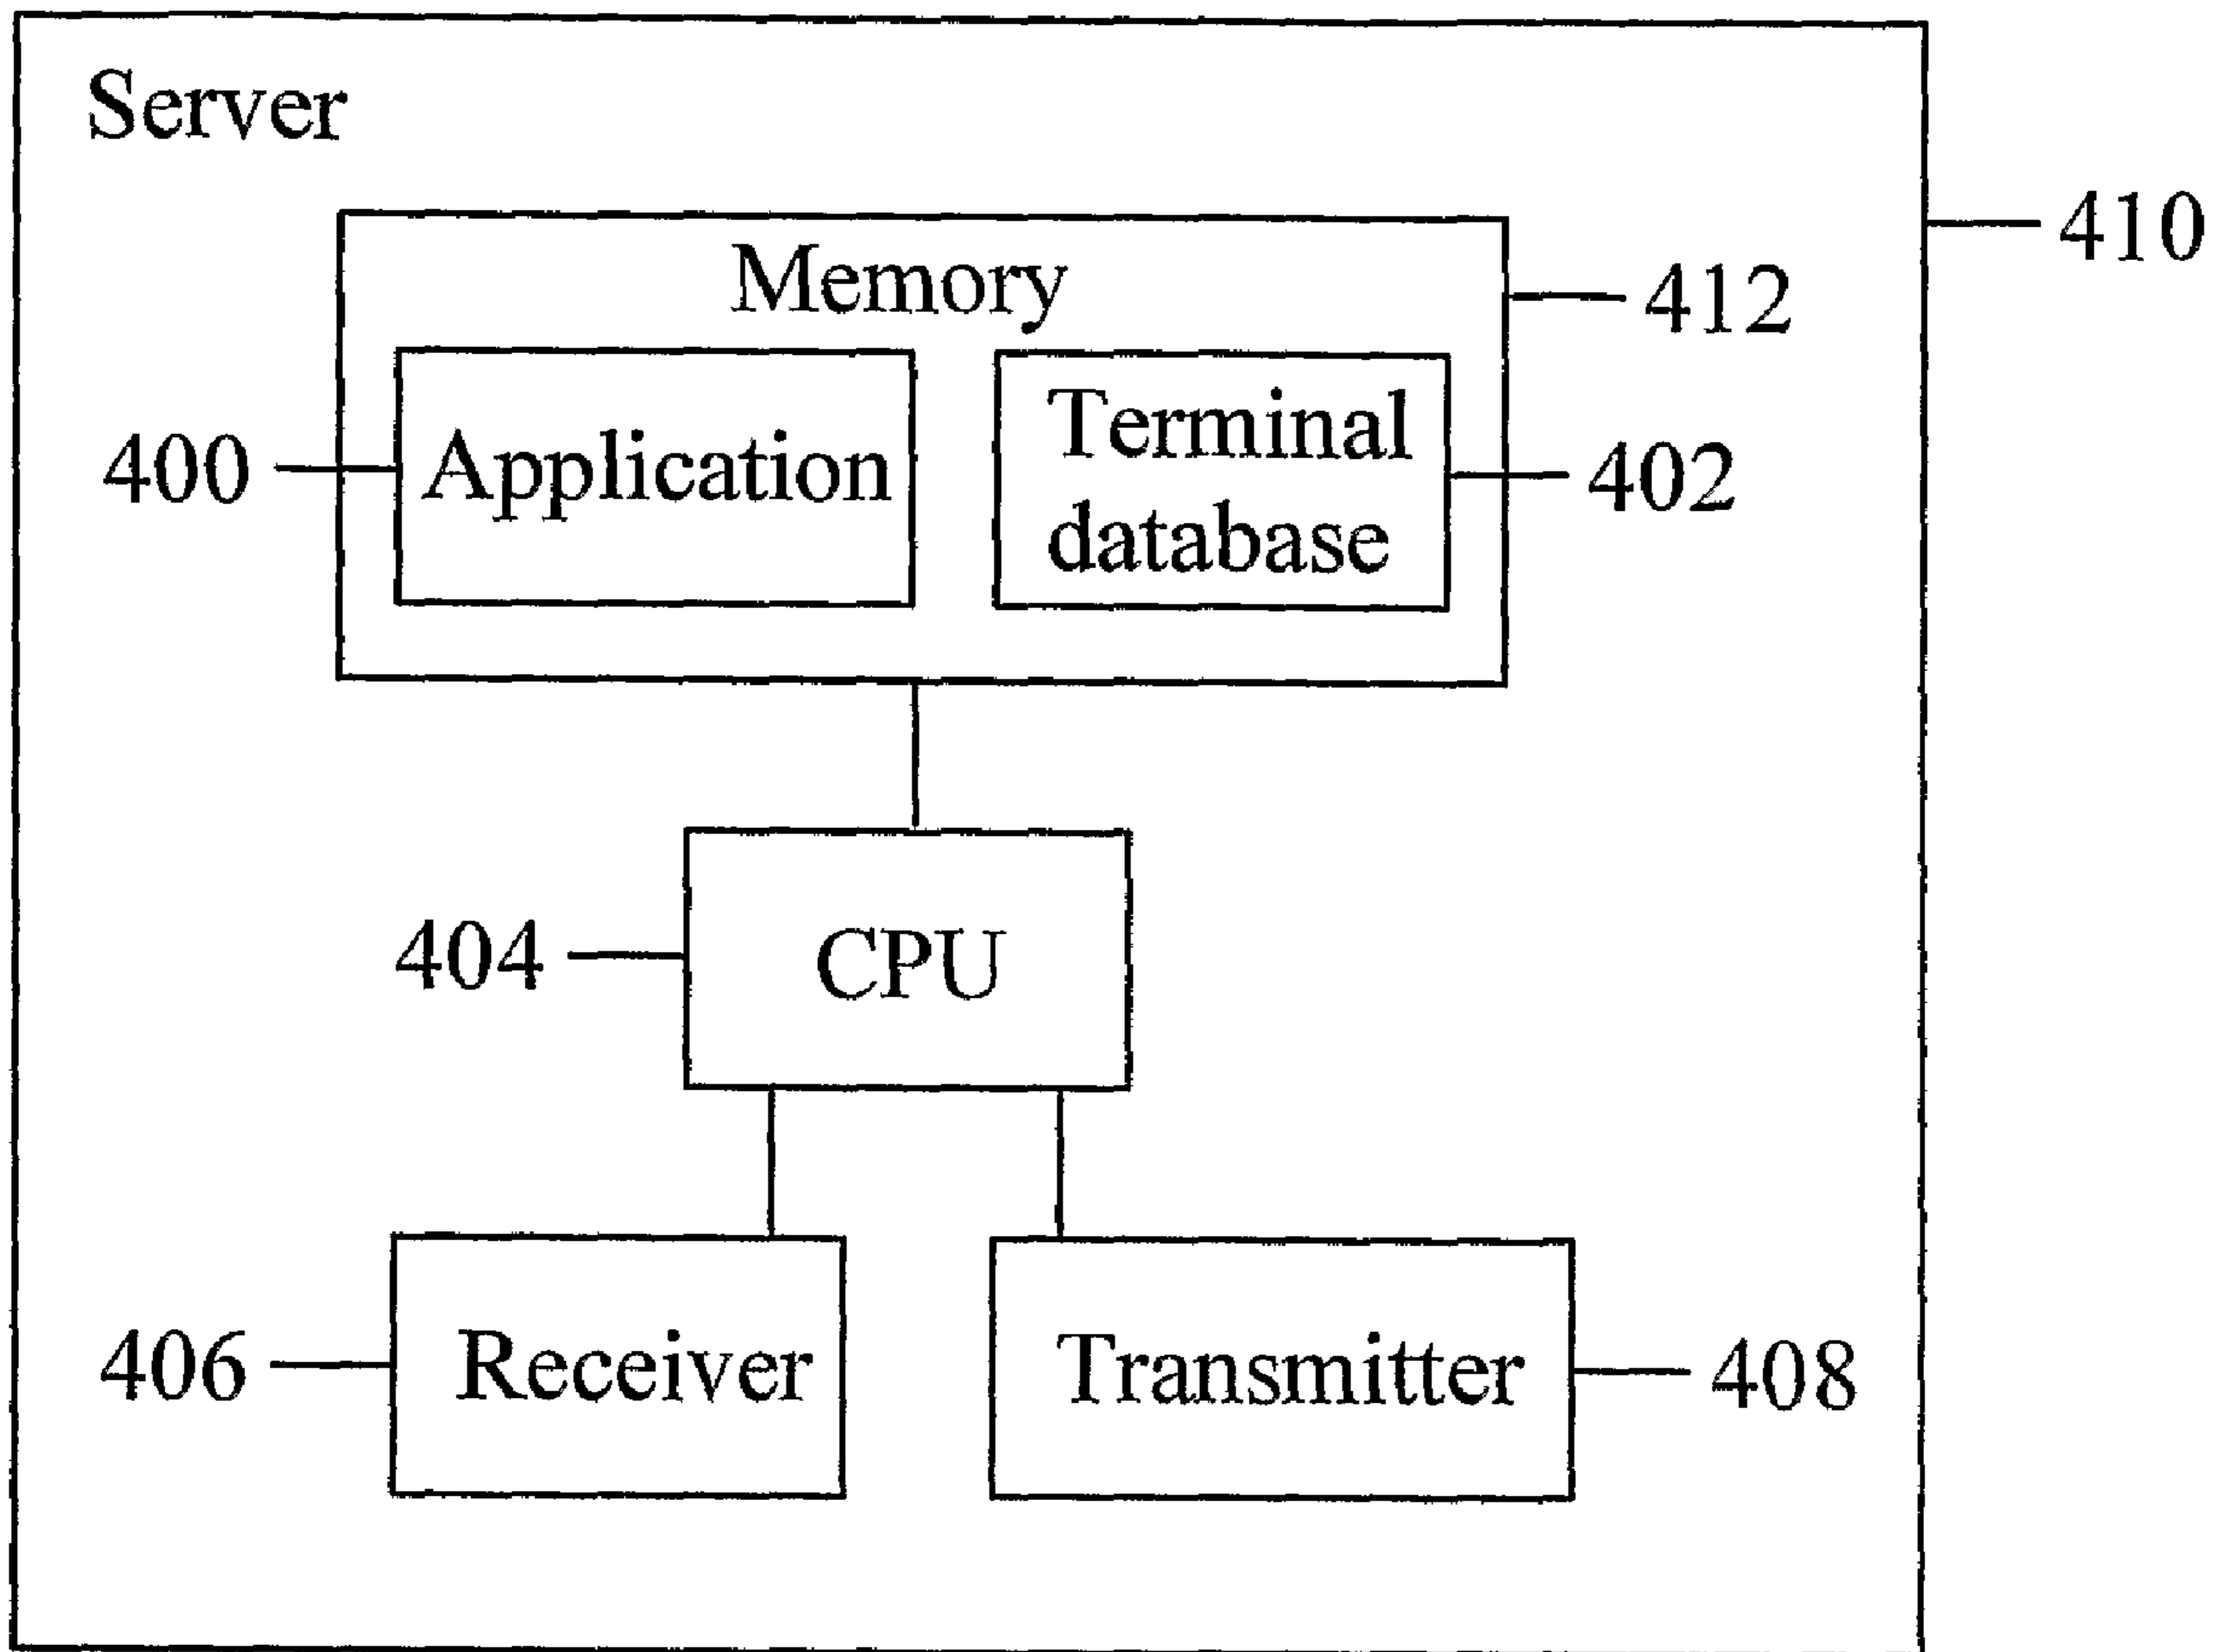 Server
410
Memory
412
400
Application
Terminal
database
402
404
CPU
406
Receiver
Transmitter
408